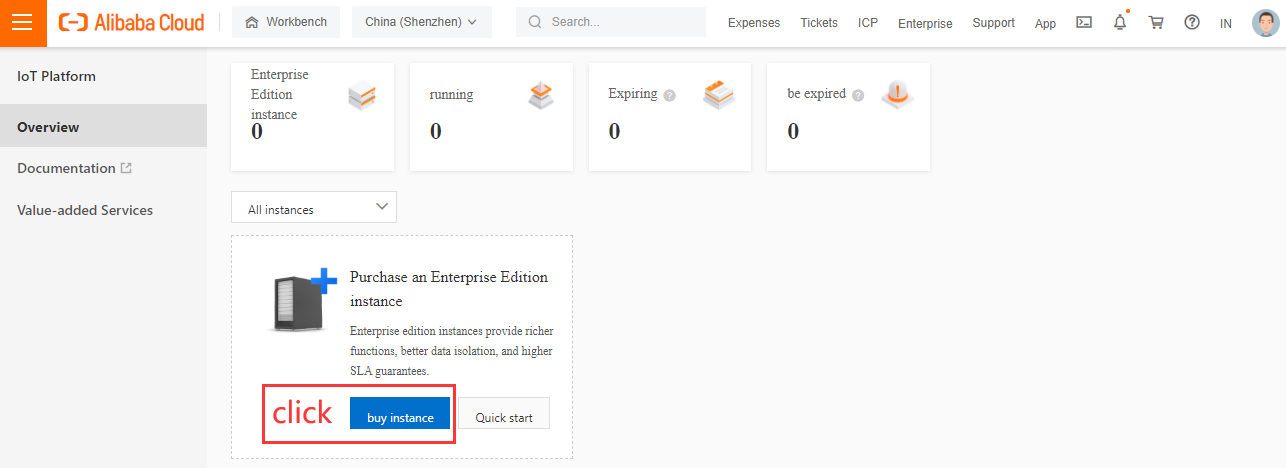 Alibaba Cloud
Workbench
China (Shenzhen)
Search...
Expenses
Tickets
ICP
Enterprise
Support
App
IN
IoT Platform
Overview
Documentation
Value-added Services
Enterprise
Edition
instance
0
running
0
Expiring ?
0
be expired ?
0
All instances
Purchase an Enterprise Edition
instance
Enterprise edition instances provide richer
functions, better data isolation, and higher
SLA guarantees.
click
buy instance
Quick start